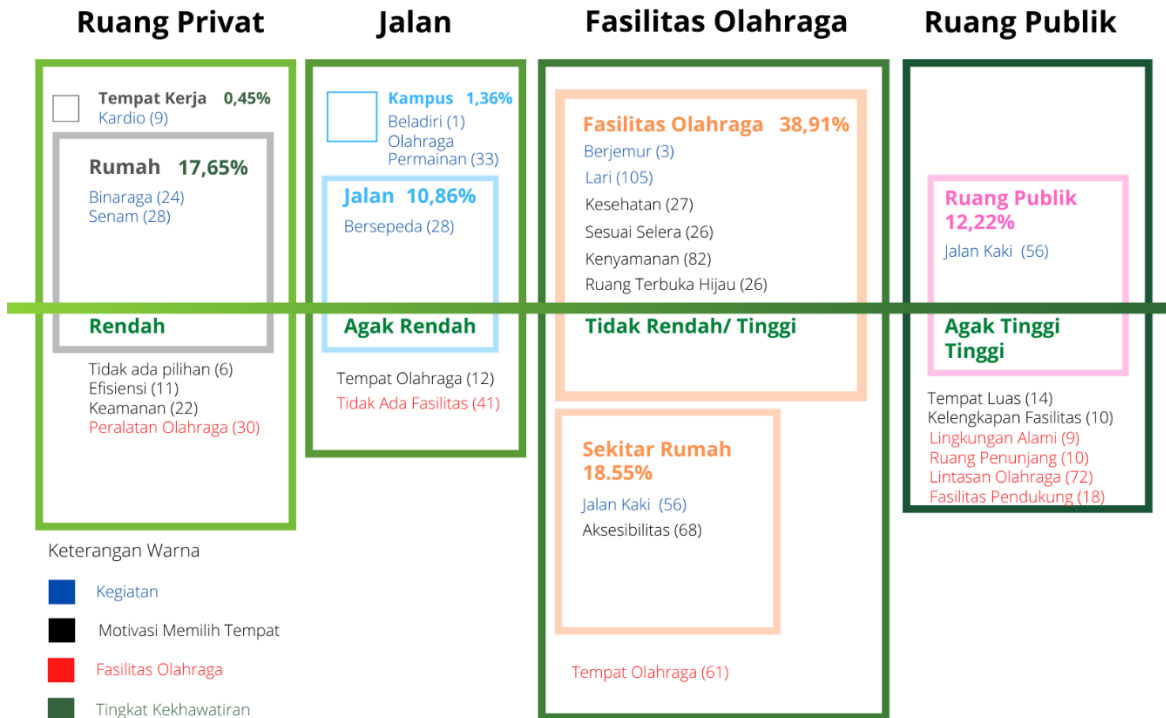 Ruang Privat
Tempat Kerja 0,45%
Kardio (9)
Rumah 17,65%
Binaraga (24)
Senam (28)
Rendah
Tidak ada pilihan (6)
Efisiensi (11)
Keamanan (22)
Peralatan Olahraga (30)
Jalan
Kampus 1,36%
Beladiri (1)
Olahraga
Permainan (33)
Jalan 10,86%
Bersepeda (28)
Agak Rendah
Tempat Olahraga (12)
Tidak Ada Fasilitas (41)
Fasilitas Olahraga
Fasilitas Olahraga 38,91%
Berjemur (3)
Lari (105)
Kesehatan (27)
Sesuai Selera (26)
Kenyamanan (82)
Ruang Terbuka Hijau (26)
Tidak Rendah/ Tinggi
Sekitar Rumah
18.55%
Jalan Kaki (56)
Aksesibilitas (68)
Tempat Olahraga (61)
Ruang Publik
Ruang Publik
12,22%
Jalan Kaki (56)
Agak Tinggi
Tinggi
Tempat Luas (14)
Kelengkapan Fasilitas (10)
Lingkungan Alami (9)
Ruang Penunjang (10)
Lintasan Olahraga (72)
Fasilitas Pendukung (18)
Keterangan Warna
Kegiatan
Motivasi Memilih Tempat
Fasilitas Olahraga
Tingkat Kekhawatiran